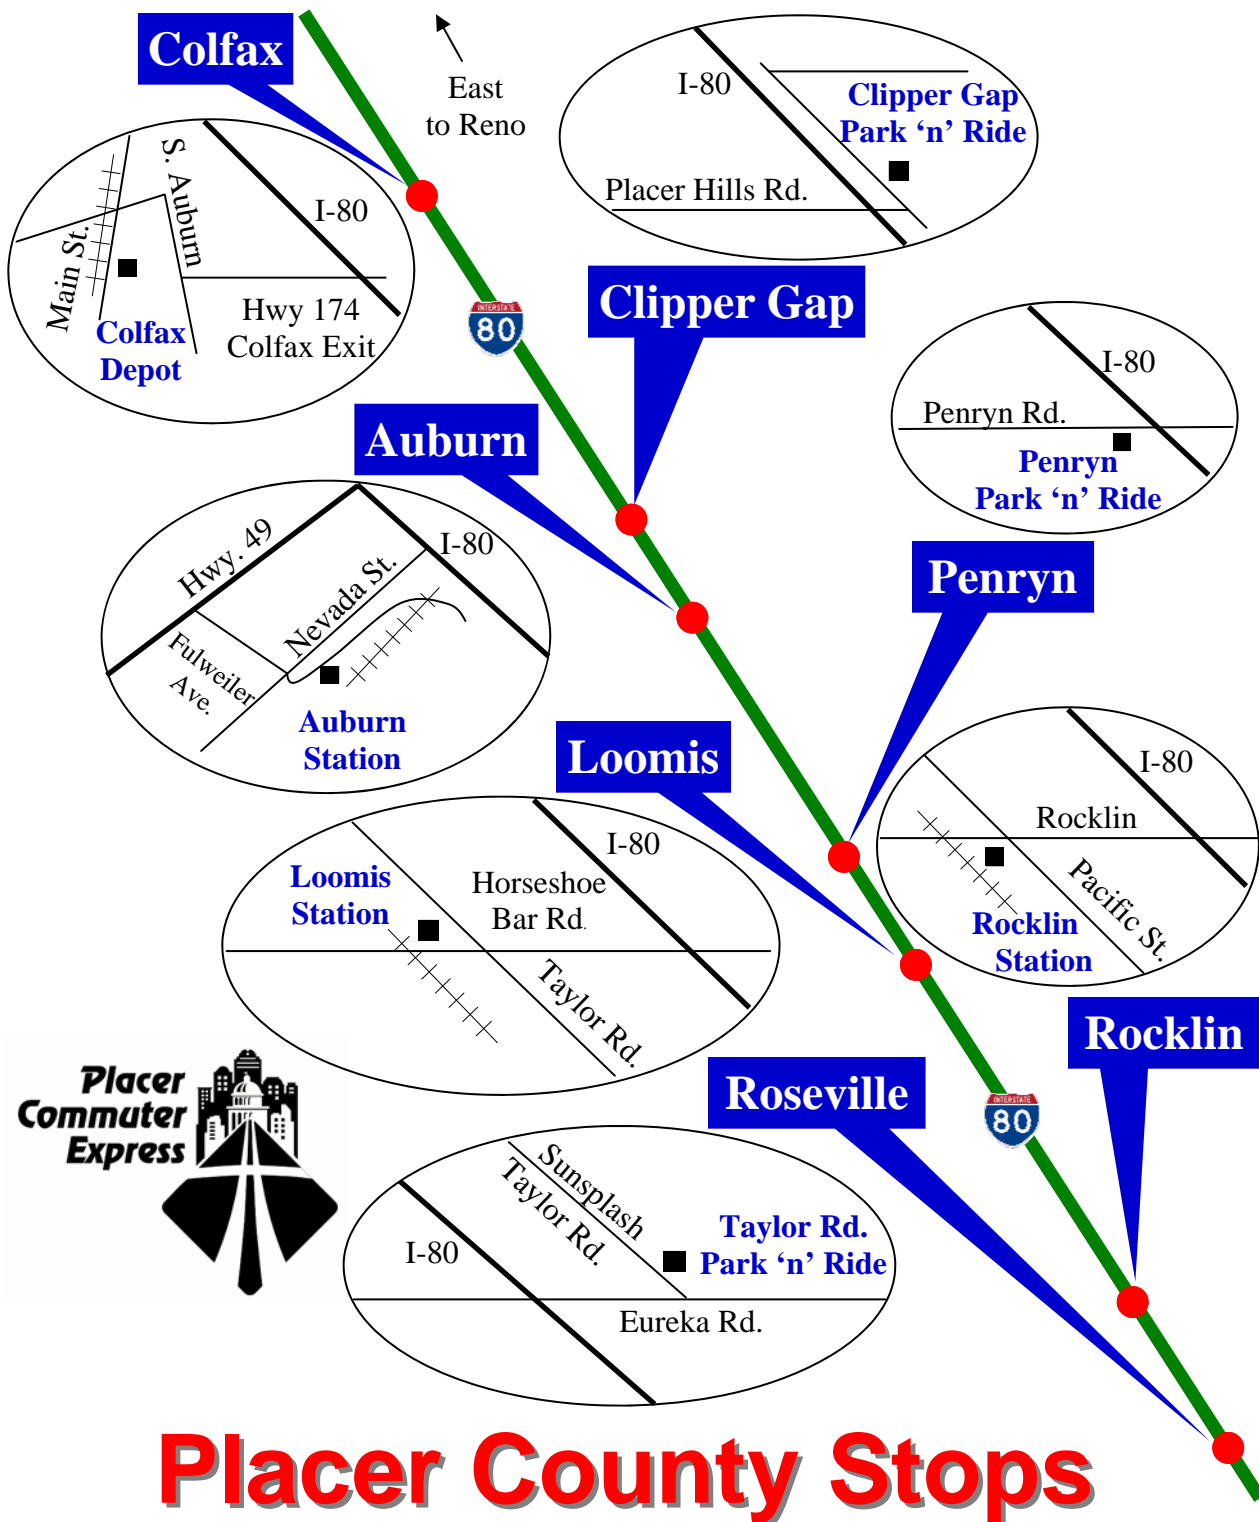 Colfax
East
to Reno
I-80
Clipper Gap
Park ‘n’ Ride
Placer Hills Rd.
S. Auburn
I-80
Main St.
Hwy 174
Colfax Exit
Colfax
Depot
INTERSTATE
80
Clipper Gap
I-80
Penryn Rd.
Penryn
Park ‘n’ Ride
Auburn
Hwy. 49
I-80
Nevada St.
Fulweiler
Ave.
Auburn
Station
Penryn
Loomis
I-80
Rocklin
Pacific St.
Rocklin
Station
I-80
Loomis
Station
Horseshoe
Bar Rd.
Taylor Rd.
Rocklin
Roseville
INTERSTATE
80
Placer
Commuter
Express
Sunsplash
Taylor Rd.
I-80
Taylor Rd.
Park ‘n’ Ride
Eureka Rd.
Placer County Stops